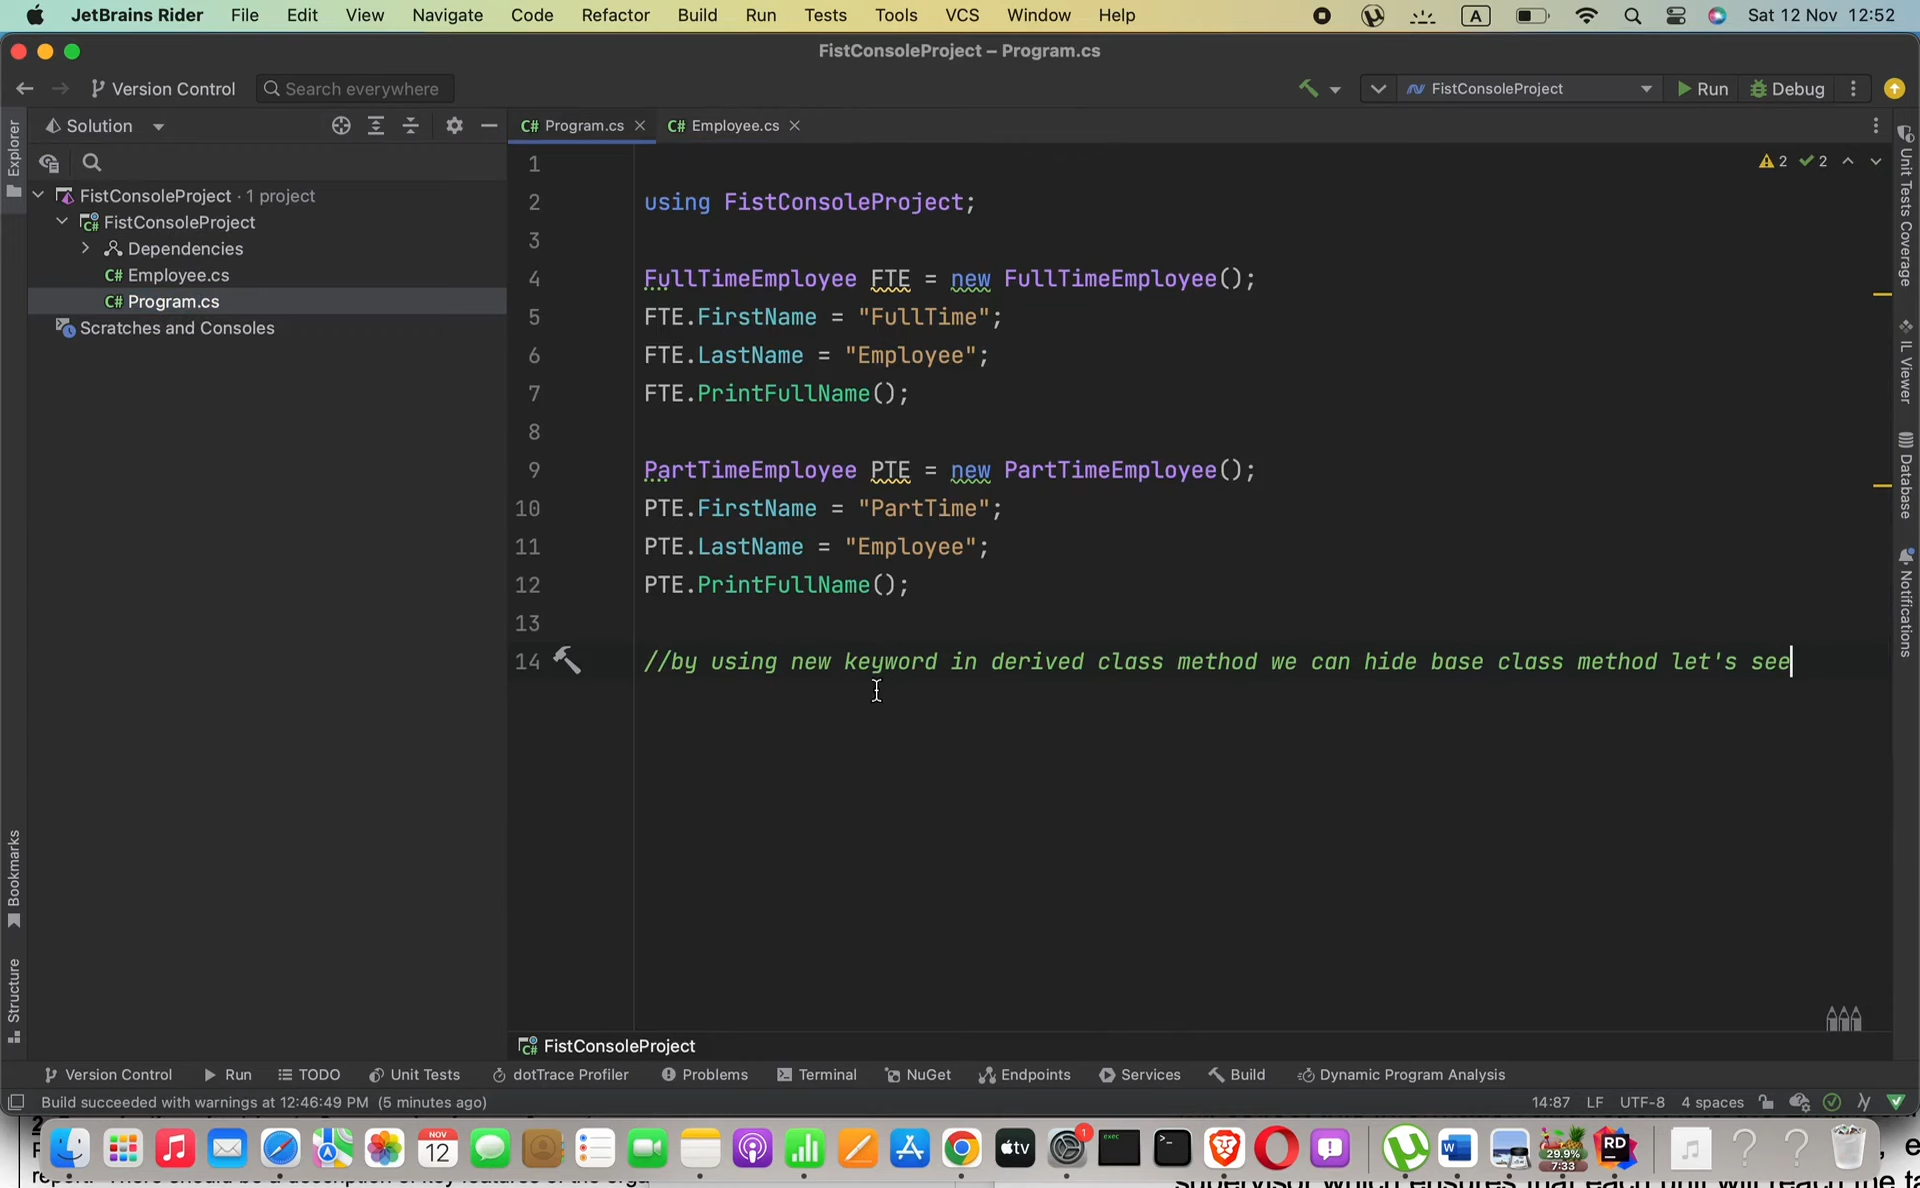 JetBrains Rider File Edit View Navigate Code Refactor Build Run Tests Tools VCS Window Help A Sat 12 Nov 12:52
FistConsoleProject – Program.cs
Version Control Search everywhere FistConsoleProject Run Debug
Solution
C# Program.cs C# Employee.cs
Explorer
FistConsoleProject · 1 project
FistConsoleProject
Dependencies
C# Employee.cs
C# Program.cs
Scratches and Consoles
2 2
1
2 using FistConsoleProject;
3
4 FullTimeEmployee FTE = new FullTimeEmployee();
5 FTE.FirstName = "FullTime";
6 FTE.LastName = "Employee";
7 FTE.PrintFullName();
8
9 PartTimeEmployee PTE = new PartTimeEmployee();
10 PTE.FirstName = "PartTime";
11 PTE.LastName = "Employee";
12 PTE.PrintFullName();
13
14 //by using new keyword in derived class method we can hide base class method let's see
Unit Tests Coverage
IL Viewer
Database
Notifications
Bookmarks
Structure
C# FistConsoleProject
Version Control Run TODO Unit Tests dotTrace Profiler Problems Terminal NuGet Endpoints Services Build Dynamic Program Analysis
Build succeeded with warnings at 12:46:49 PM (5 minutes ago) 14:87 LF UTF-8 4 spaces
NOV
12
tv
1
exec
29.9%
7:33
RD